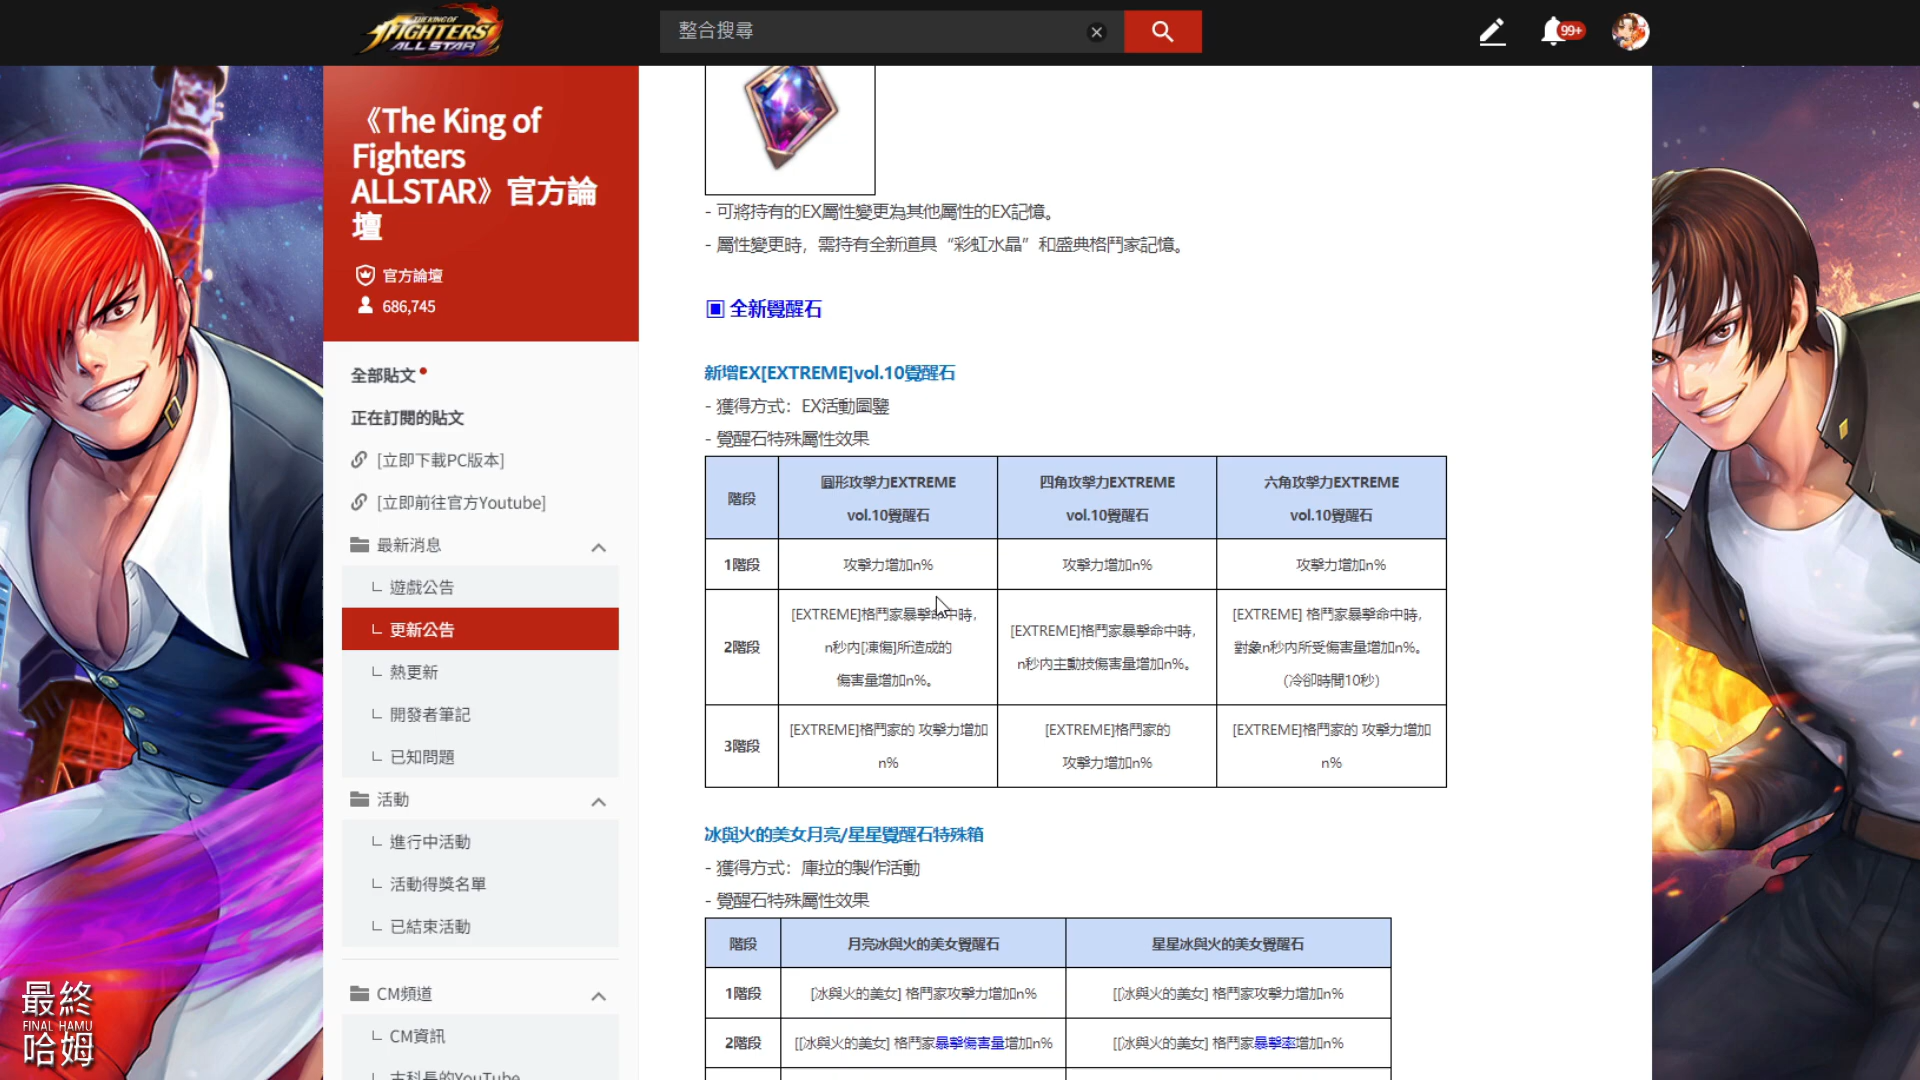 THE KING OF
FIGHTERS
ALL STAR
整合搜尋
99+
《The King of
Fighters
ALLSTAR》官方論
壇
官方論壇
686,745
全部貼文
正在訂閱的貼文
[立即下載PC版本]
[立即前往官方Youtube]
最新消息
遊戲公告
更新公告
熱更新
開發者筆記
已知問題
活動
進行中活動
活動得獎名單
已結束活動
CM頻道
CM資訊
古科長的YouTube
- 可將持有的EX屬性變更為其他屬性的EX記憶。
- 屬性變更時，需持有全新道具“彩虹水晶”和盛典格鬥家記憶。
▣ 全新覺醒石
新增EX[EXTREME]vol.10覺醒石
- 獲得方式：EX活動圖鑒
- 覺醒石特殊屬性效果
階段
圓形攻擊力EXTREME
vol.10覺醒石
四角攻擊力EXTREME
vol.10覺醒石
六角攻擊力EXTREME
vol.10覺醒石
1階段
攻擊力增加n%
攻擊力增加n%
攻擊力增加n%
2階段
[EXTREME]格鬥家暴擊命中時，
n秒內[凍傷]所造成的
傷害量增加n%。
[EXTREME]格鬥家暴擊命中時，
n秒內主動技傷害量增加n%。
[EXTREME] 格鬥家暴擊命中時，
對象n秒內所受傷害量增加n%。
（冷卻時間10秒）
3階段
[EXTREME]格鬥家的 攻擊力增加
n%
[EXTREME]格鬥家的
攻擊力增加n%
[EXTREME]格鬥家的 攻擊力增加
n%
冰與火的美女月亮/星星覺醒石特殊箱
- 獲得方式：庫拉的製作活動
- 覺醒石特殊屬性效果
階段
月亮冰與火的美女覺醒石
星星冰與火的美女覺醒石
1階段
[冰與火的美女] 格鬥家攻擊力增加n%
[[冰與火的美女] 格鬥家攻擊力增加n%
2階段
[[冰與火的美女] 格鬥家暴擊傷害量增加n%
[[冰與火的美女] 格鬥家暴擊率增加n%
最終
FINAL HAMU
哈姆